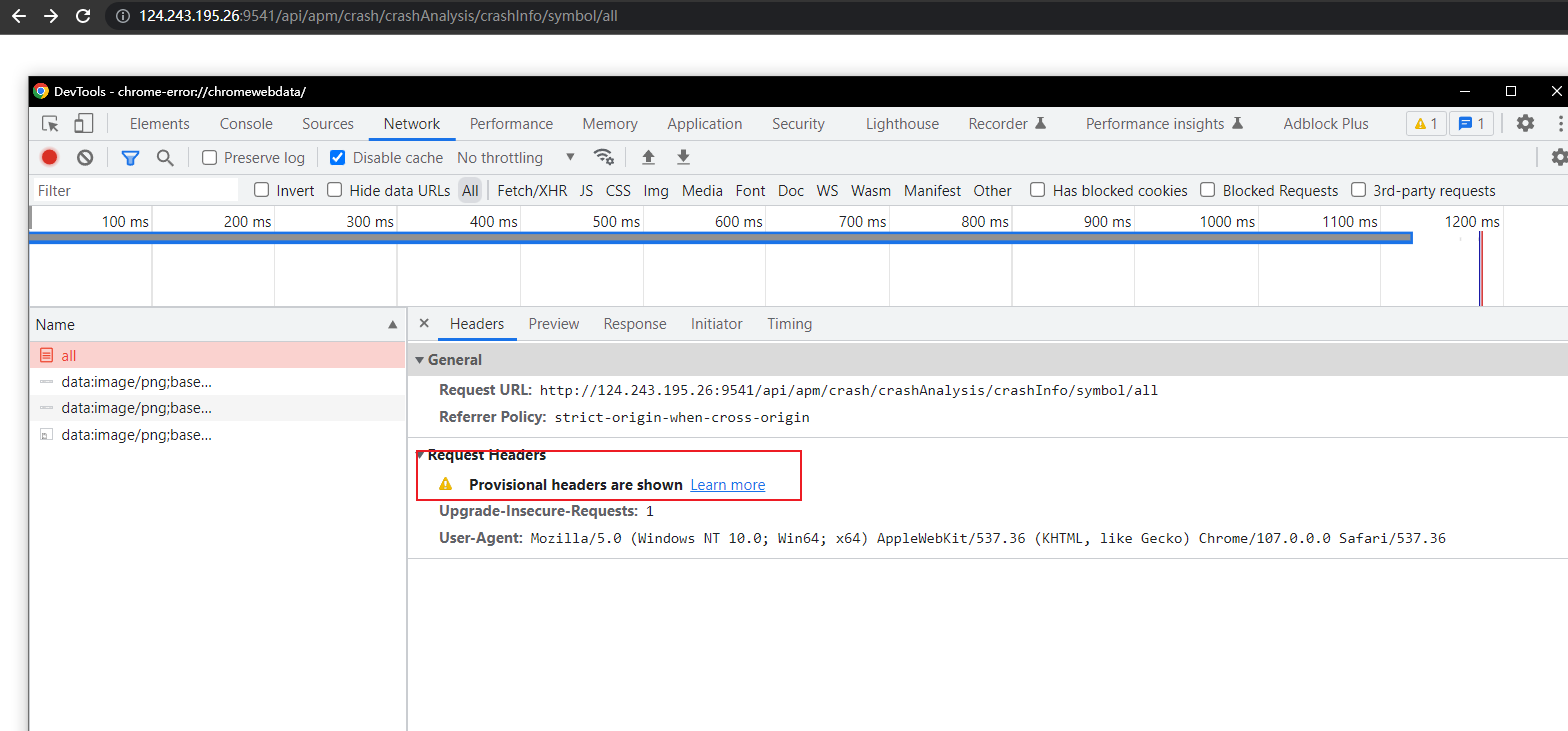 124.243.195.26:9541/api/apm/crash/crashAnalysis/crashInfo/symbol/all
DevTools - chrome-error://chromewebdata/
Elements Console Sources Network Performance Memory Application Security Lighthouse Recorder Performance insights Adblock Plus 1 1
Preserve log Disable cache No throttling
Filter Invert Hide data URLs All Fetch/XHR JS CSS Img Media Font Doc WS Wasm Manifest Other Has blocked cookies Blocked Requests 3rd-party requests
100 ms 200 ms 300 ms 400 ms 500 ms 600 ms 700 ms 800 ms 900 ms 1000 ms 1100 ms 1200 ms
Name
all
data:image/png;base...
data:image/png;base...
data:image/png;base...
Headers Preview Response Initiator Timing
General
Request URL: http://124.243.195.26:9541/api/apm/crash/crashAnalysis/crashInfo/symbol/all
Referrer Policy: strict-origin-when-cross-origin
Request Headers
Provisional headers are shown Learn more
Upgrade-Insecure-Requests: 1
User-Agent: Mozilla/5.0 (Windows NT 10.0; Win64; x64) AppleWebKit/537.36 (KHTML, like Gecko) Chrome/107.0.0.0 Safari/537.36